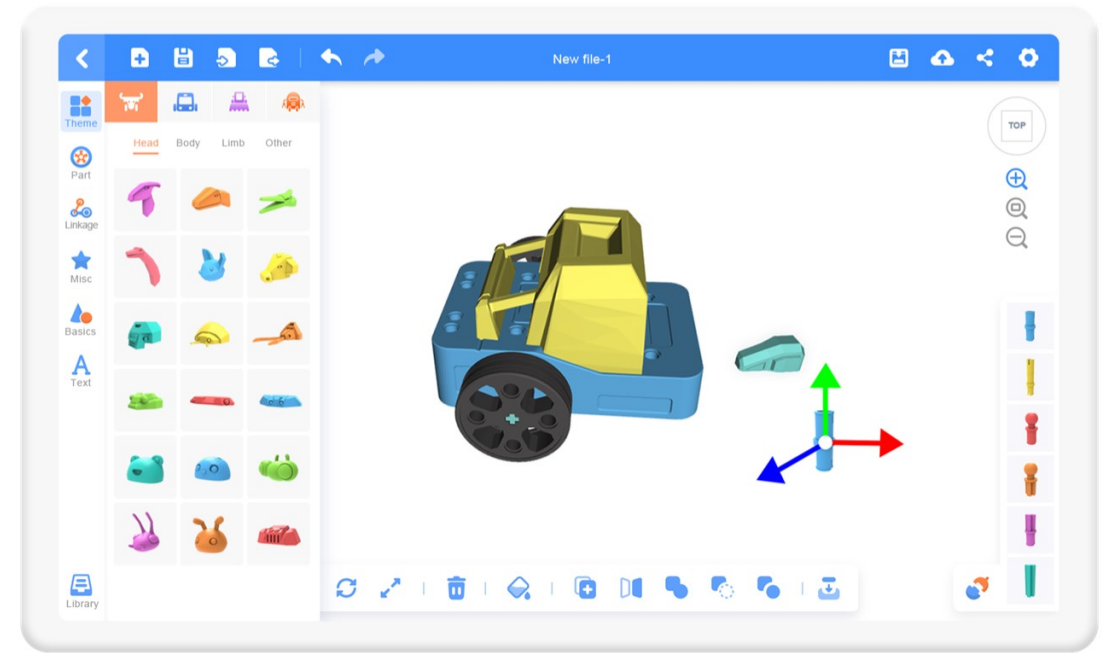 New file-1
Theme
Part
Linkage
Misc
Basics
Text
Library
Head Body Limb Other
TOP